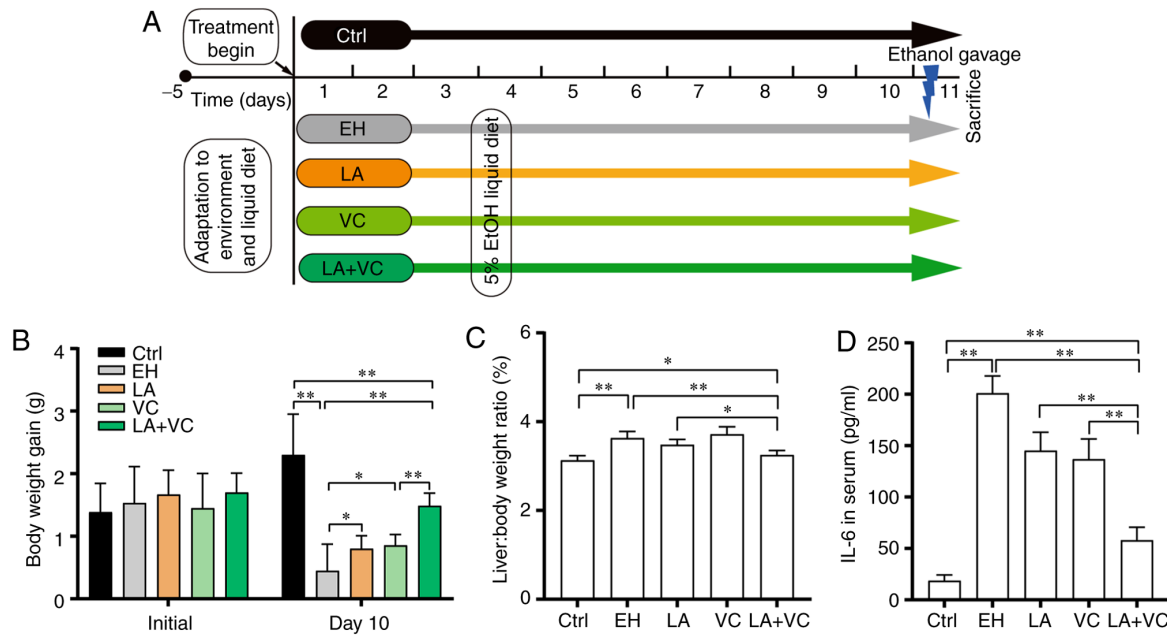 A
Treatment
begin
Ctrl
Ethanol gavage
–5
Time (days)
1 2 3 4 5 6 7 8 9 10 11
Sacrifice
Adaptation to
environment
and liquid diet
EH
LA
VC
LA+VC
5% EtOH liquid diet
B
Body weight gain (g)
4
3
2
1
0
Ctrl
EH
LA
VC
LA+VC
**
** **
* **
*
Initial Day 10
C
Liver:body weight ratio (%)
6
4
2
0
*
** **
*
Ctrl EH LA VC LA+VC
D
IL-6 in serum (pg/ml)
250
200
150
100
50
0
**
** **
**
**
Ctrl EH LA VC LA+VC